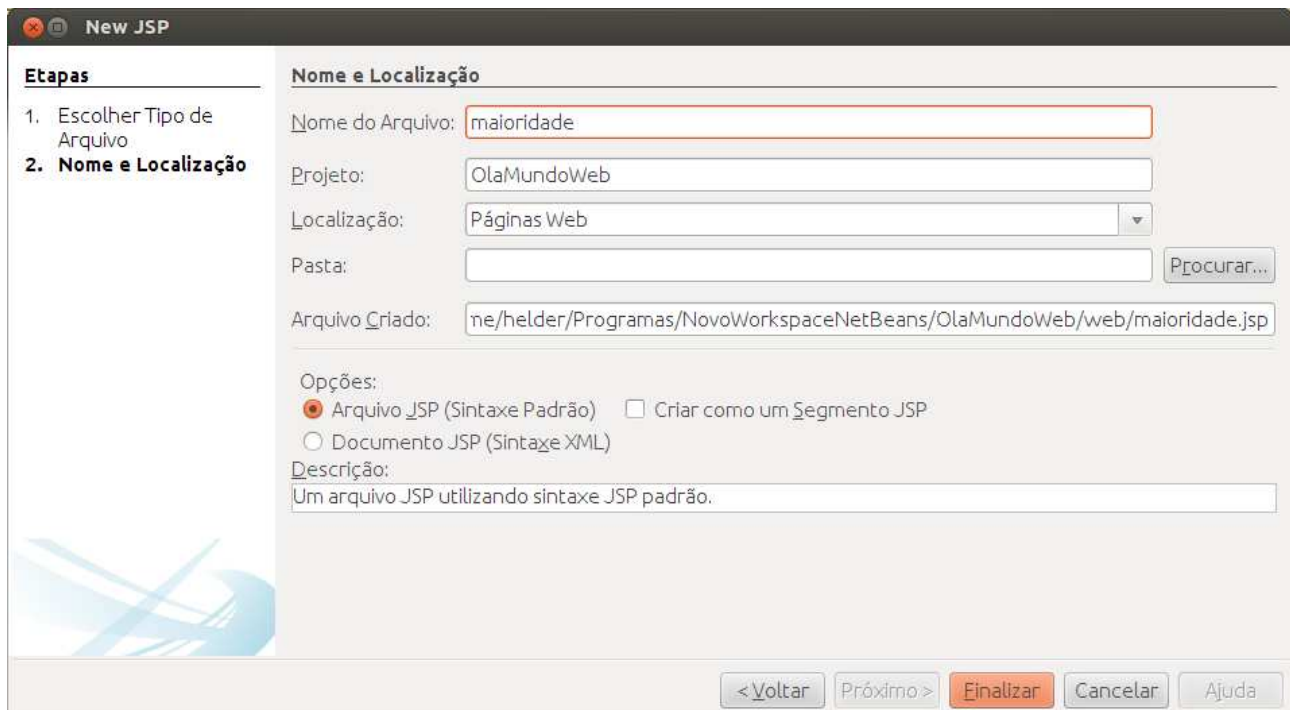 New JSP
Etapas
1. Escolher Tipo de
Arquivo
2. Nome e Localização
Nome e Localização
Nome do Arquivo: maioridade
Projeto: OlaMundoWeb
Localização: Páginas Web
Pasta: Procurar...
Arquivo Criado: ne/helder/Programas/NovoWorkspaceNetBeans/OlaMundoWeb/web/maioridade.jsp
Opções:
Arquivo JSP (Sintaxe Padrão) Criar como um Segmento JSP
Documento JSP (Sintaxe XML)
Descrição:
Um arquivo JSP utilizando sintaxe JSP padrão.
< Voltar Próximo > Finalizar Cancelar Ajuda